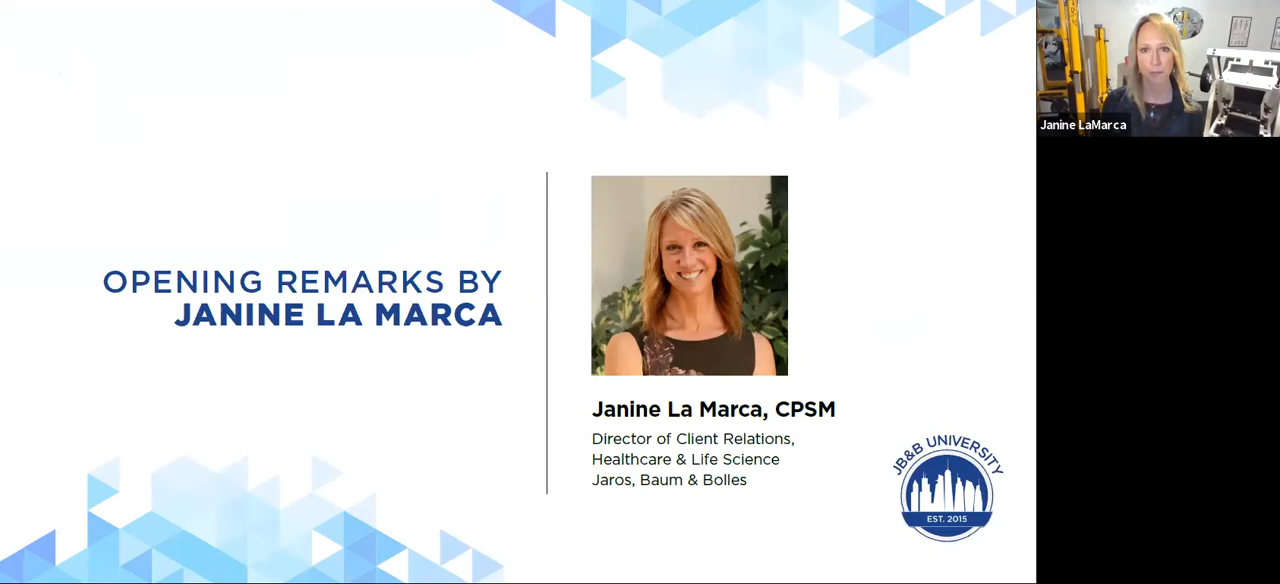 OPENING REMARKS BY
JANINE LA MARCA
Janine La Marca, CPSM
Director of Client Relations,
Healthcare & Life Science
Jaros, Baum & Bolles
JB&B UNIVERSITY
EST. 2015
Janine LaMarca